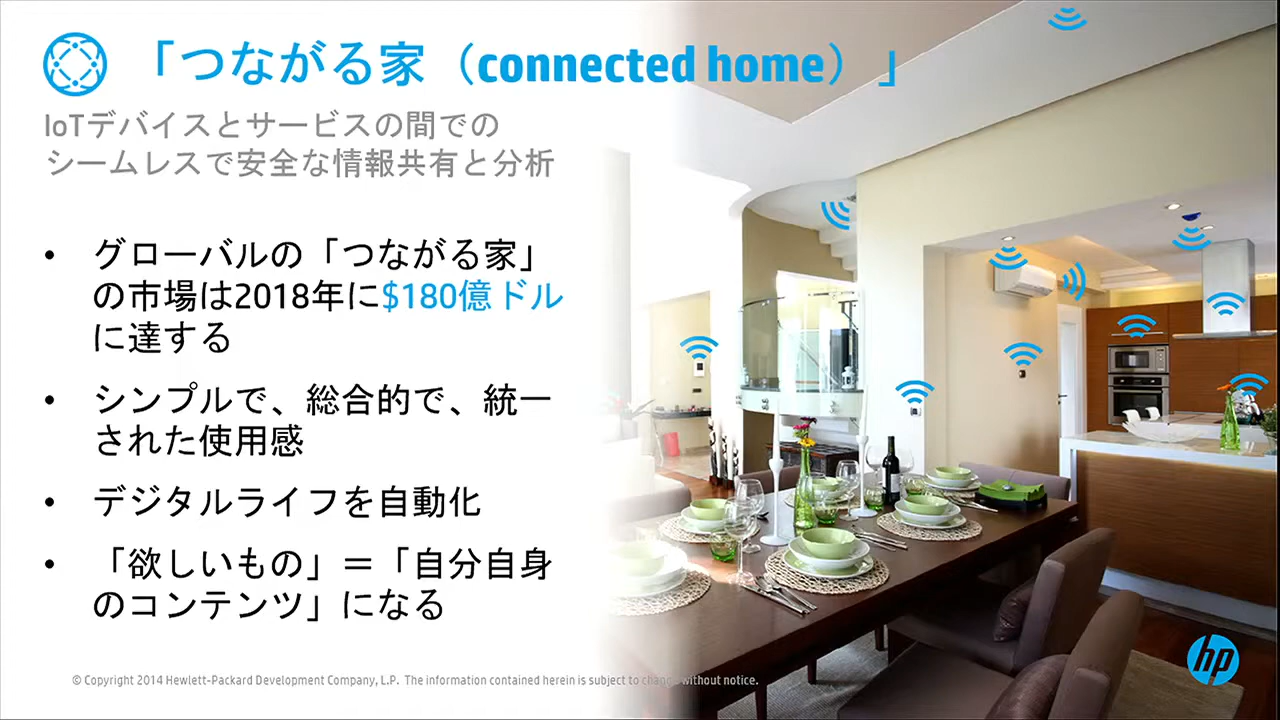 「つながる家（connected home）」
IoTデバイスとサービスの間での
シームレスで安全な情報共有と分析
• グローバルの「つながる家」
の市場は2018年に$180億ドル
に達する
• シンプルで、総合的で、統一
された使用感
• デジタルライフを自動化
• 「欲しいもの」＝「自分自身
のコンテンツ」になる
© Copyright 2014 Hewlett-Packard Development Company, L.P. The information contained herein is subject to change without notice.
hp